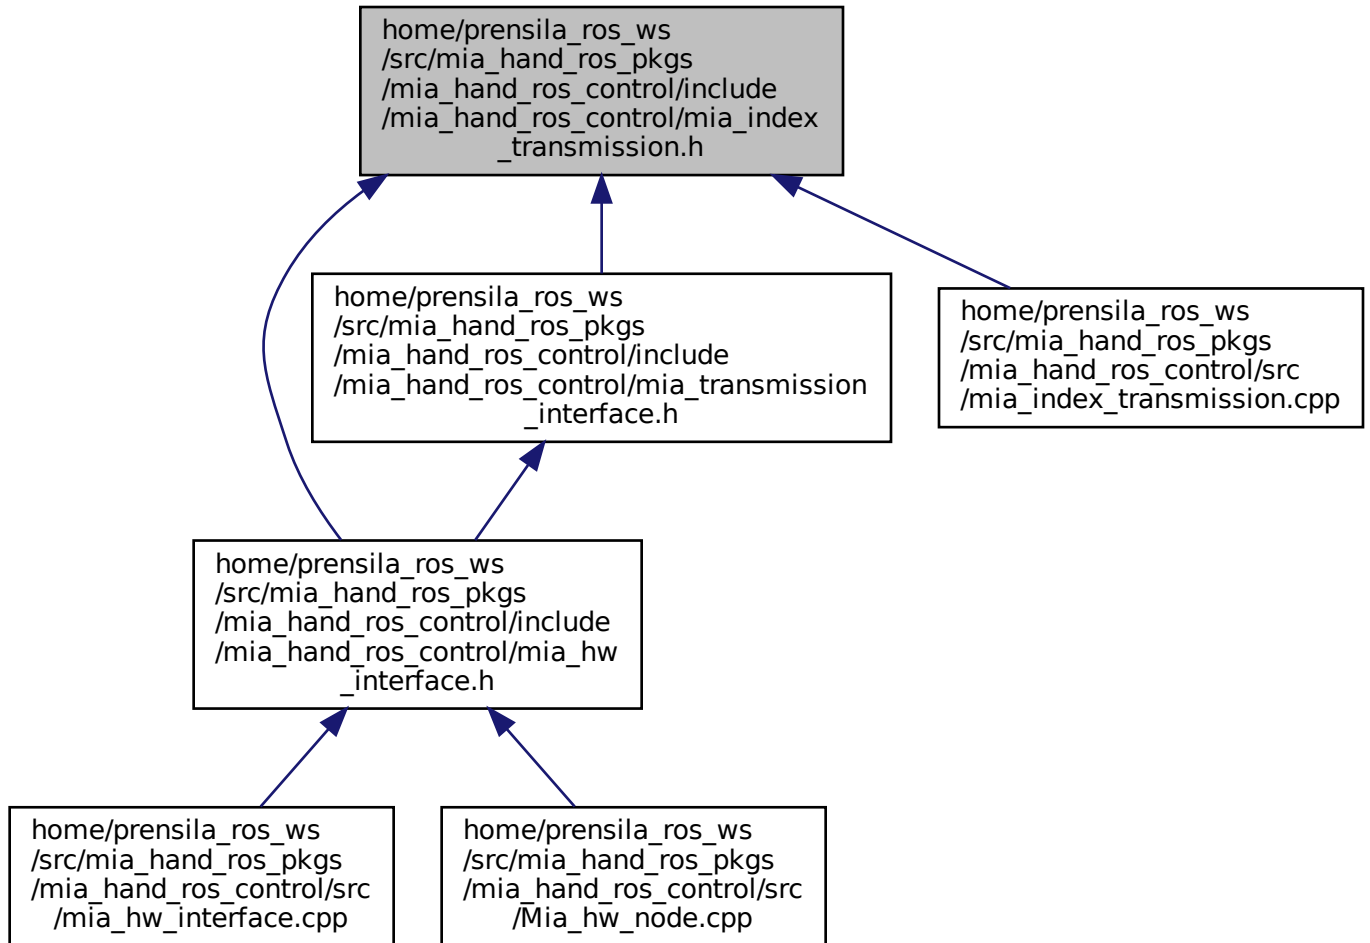 home/prensila_ros_ws
/src/mia_hand_ros_pkgs
/mia_hand_ros_control/include
/mia_hand_ros_control/mia_index
_transmission.h
home/prensila_ros_ws
/src/mia_hand_ros_pkgs
/mia_hand_ros_control/include
/mia_hand_ros_control/mia_transmission
_interface.h
home/prensila_ros_ws
/src/mia_hand_ros_pkgs
/mia_hand_ros_control/src
/mia_index_transmission.cpp
home/prensila_ros_ws
/src/mia_hand_ros_pkgs
/mia_hand_ros_control/include
/mia_hand_ros_control/mia_hw
_interface.h
home/prensila_ros_ws
/src/mia_hand_ros_pkgs
/mia_hand_ros_control/src
/mia_hw_interface.cpp
home/prensila_ros_ws
/src/mia_hand_ros_pkgs
/mia_hand_ros_control/src
/Mia_hw_node.cpp